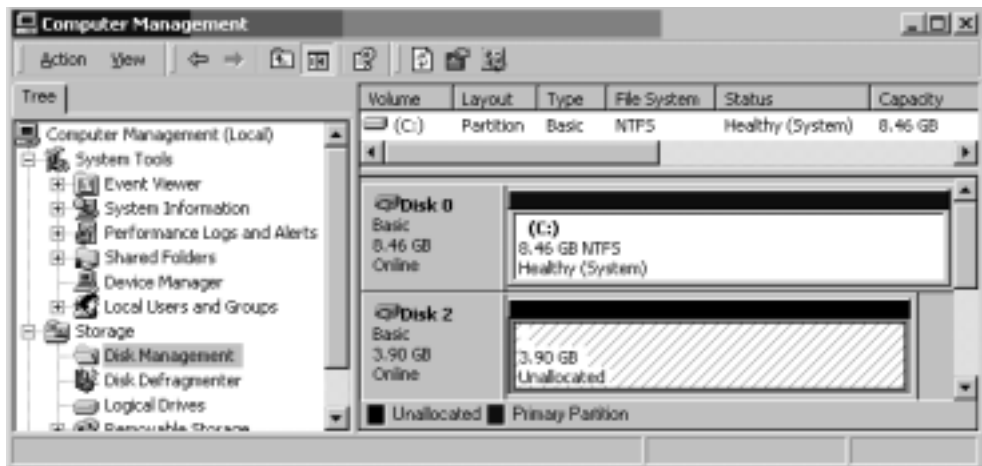 Computer Management
Action View
Tree
Computer Management (Local)
System Tools
Event Viewer
System Information
Performance Logs and Alerts
Shared Folders
Device Manager
Local Users and Groups
Storage
Disk Management
Disk Defragmenter
Logical Drives
Removable Storage
Volume Layout Type File System Status Capacity
(C:) Partition Basic NTFS Healthy (System) 8.46 GB
Disk 0
Basic
8.46 GB
Online
(C:)
8.46 GB NTFS
Healthy (System)
Disk 2
Basic
3.90 GB
Online
3.90 GB
Unallocated
Unallocated Primary Partition